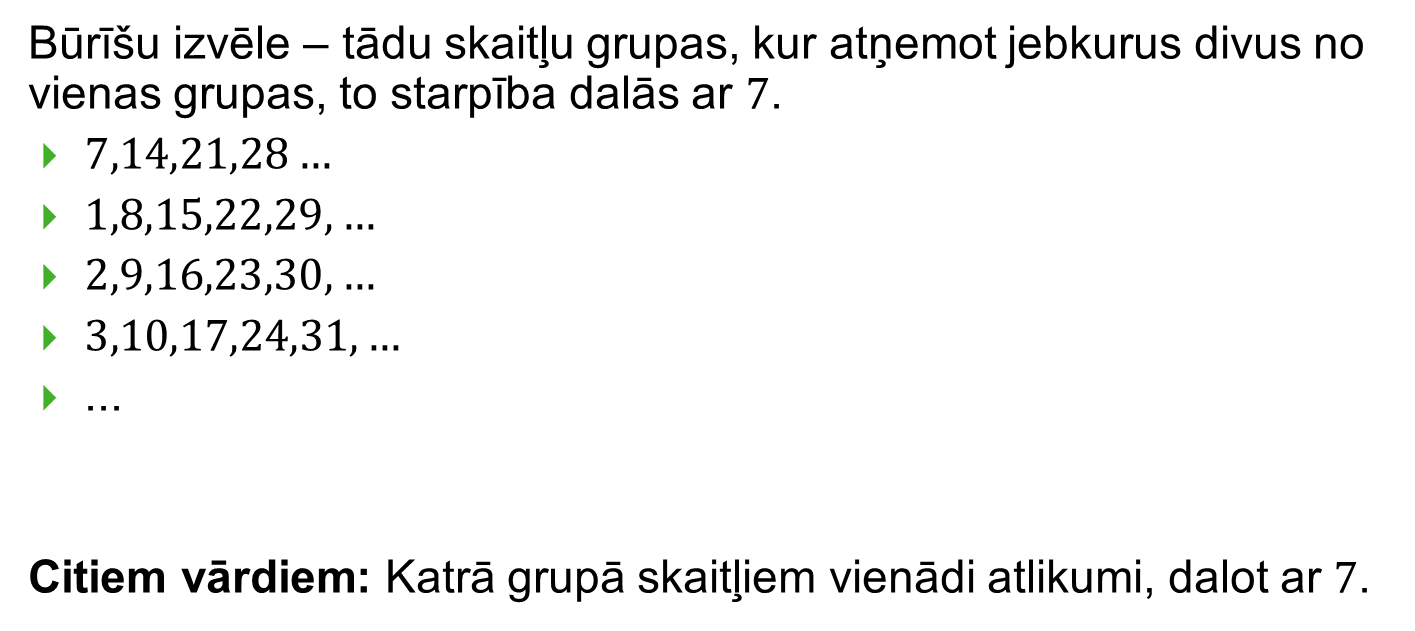 Būrīšu izvēle – tādu skaitļu grupas, kur atņemot jebkurus divus no
vienas grupas, to starpība dalās ar 7.
7,14,21,28 ...
1,8,15,22,29, ...
2,9,16,23,30, ...
3,10,17,24,31, ...
...
Citiem vārdiem: Katrā grupā skaitļiem vienādi atlikumi, dalot ar 7.